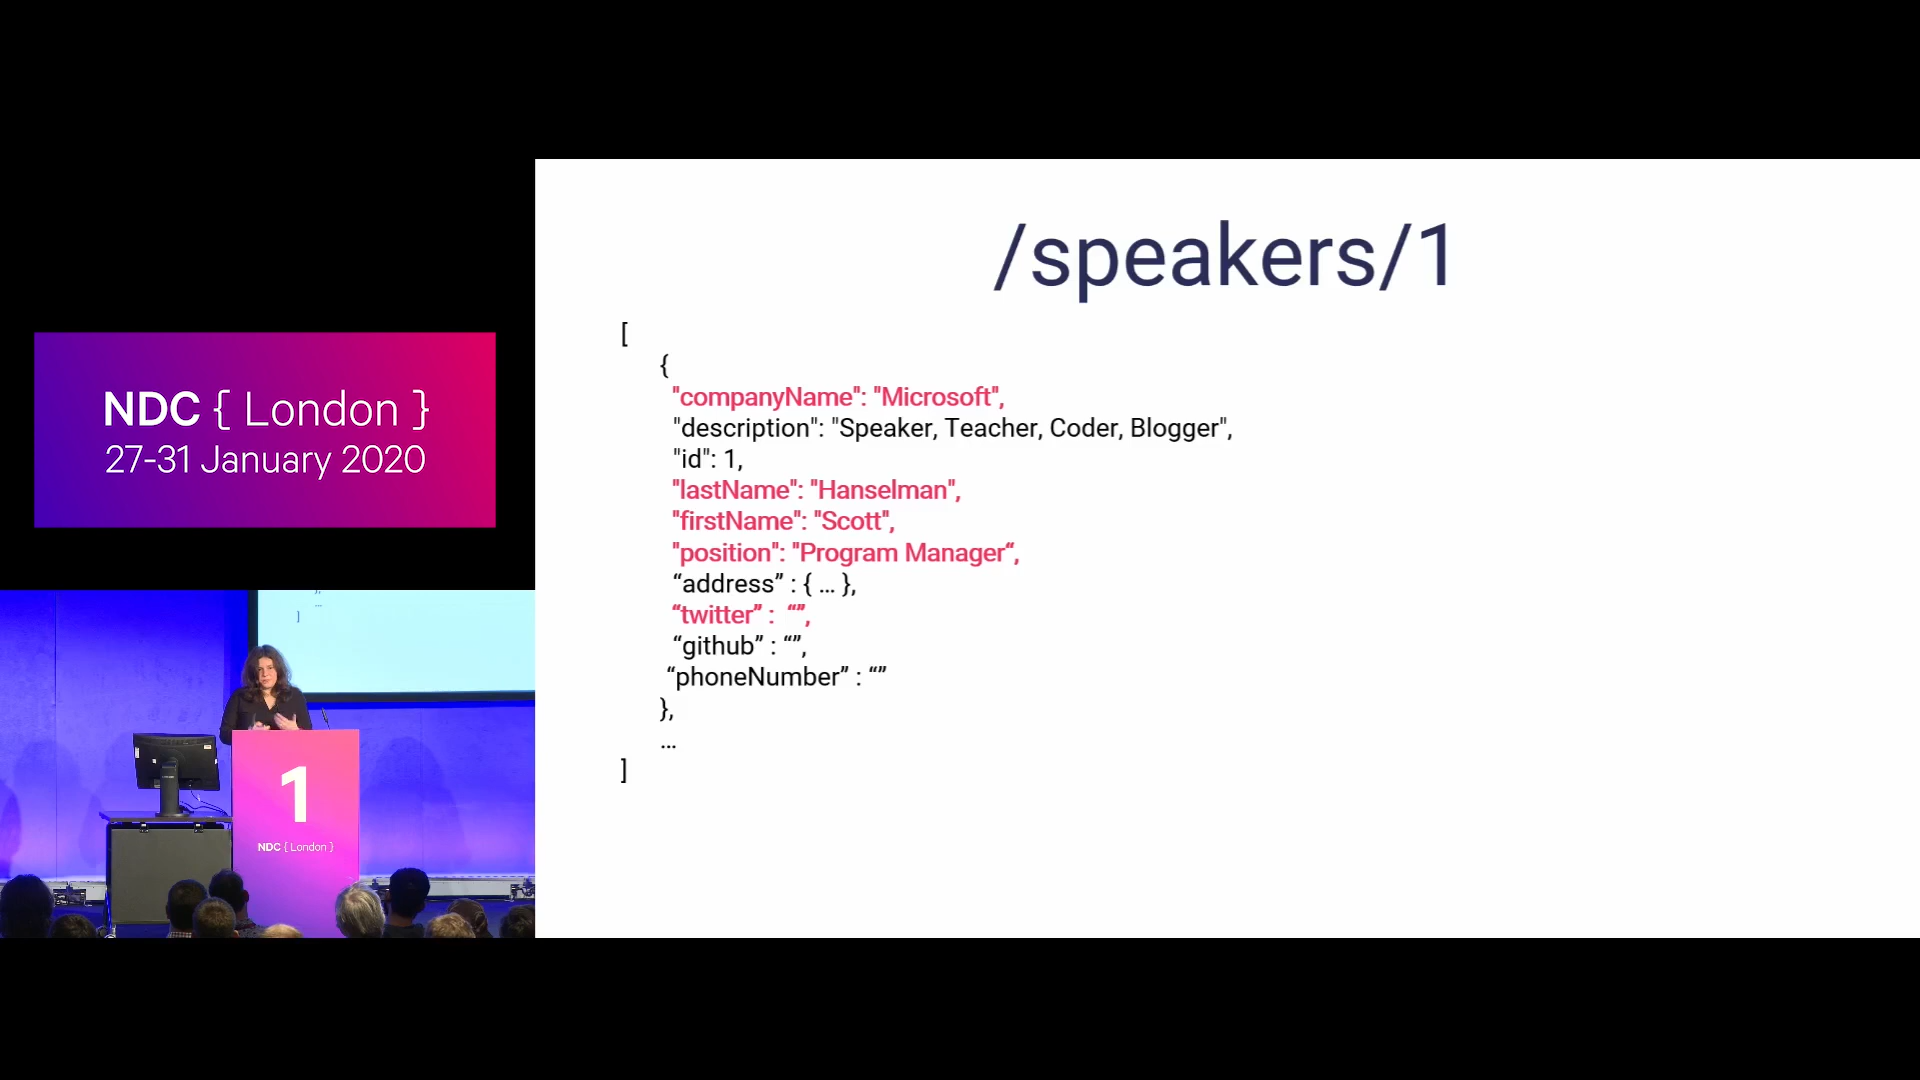 /speakers/1
[
{
"companyName": "Microsoft",
"description": "Speaker, Teacher, Coder, Blogger",
"id": 1,
"lastName": "Hanselman",
"firstName": "Scott",
"position": "Program Manager“,
“address” : { … },
“twitter” : “”,
“github” : “”,
“phoneNumber” : “”
},
…
]
NDC { London }
27-31 January 2020
…
]
1
NDC { London }